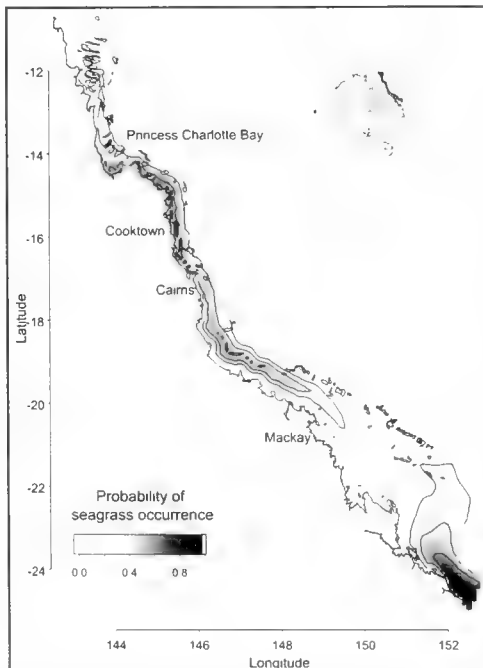 -12
Princess Charlotte Bay
-14
Cooktown
-16
Cairns
-18
Latitude
-20
Mackay
-22
Probability of
seagrass occurrence
0 0 0 4 0 8
-24
144 146 148 150 152
Longitude